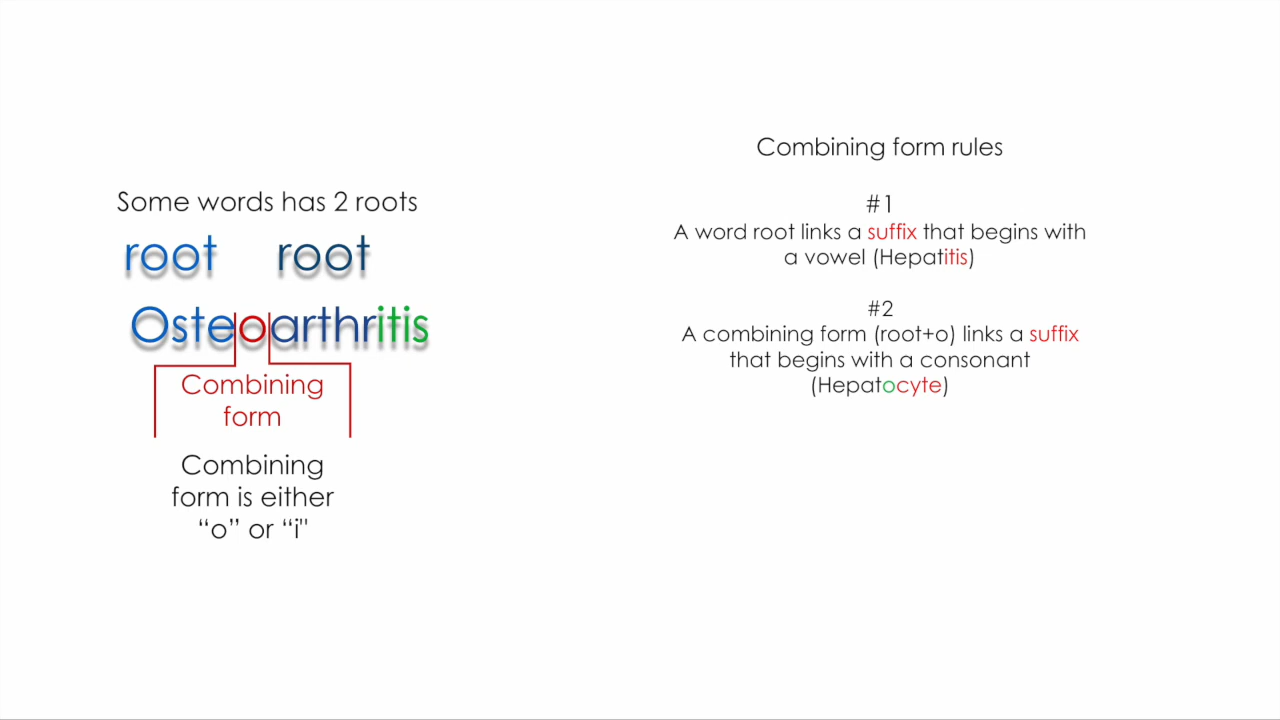 Some words has 2 roots
root root
Osteoarthritis
Combining
form
Combining
form is either
“o” or “i"
Combining form rules
#1
A word root links a suffix that begins with
a vowel (Hepatitis)
#2
A combining form (root+o) links a suffix
that begins with a consonant
(Hepatocyte)